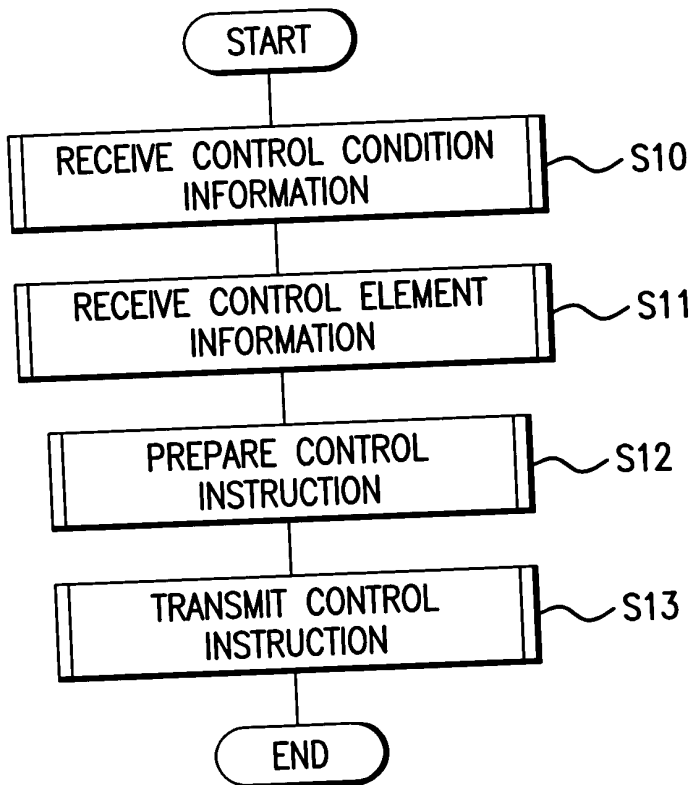 START
RECEIVE CONTROL CONDITION
INFORMATION
S10
RECEIVE CONTROL ELEMENT
INFORMATION
S11
PREPARE CONTROL
INSTRUCTION
S12
TRANSMIT CONTROL
INSTRUCTION
S13
END